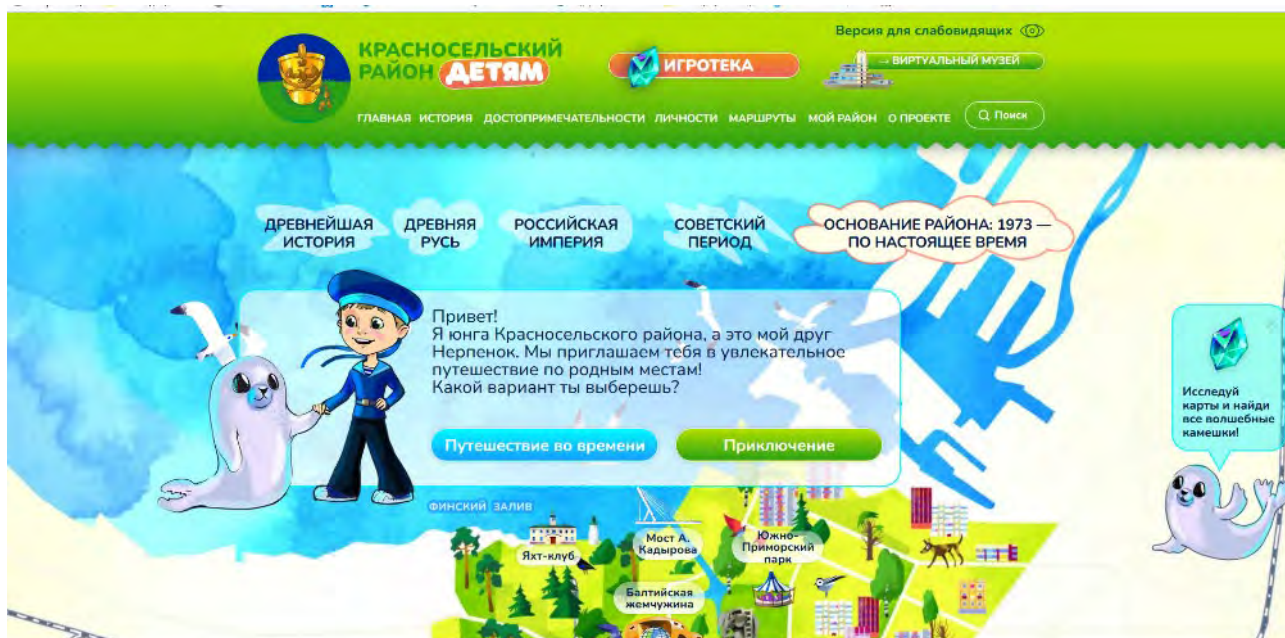 Версия для слабовидящих
КРАСНОСЕЛЬСКИЙ
РАЙОН ДЕТЯМ
ИГРОТЕКА
→ ВИРТУАЛЬНЫЙ МУЗЕЙ
ГЛАВНАЯ ИСТОРИЯ ДОСТОПРИМЕЧАТЕЛЬНОСТИ ЛИЧНОСТИ МАРШРУТЫ МОЙ РАЙОН О ПРОЕКТЕ Поиск
ДРЕВНЕЙШАЯ
ИСТОРИЯ
ДРЕВНЯЯ
РУСЬ
РОССИЙСКАЯ
ИМПЕРИЯ
СОВЕТСКИЙ
ПЕРИОД
ОСНОВАНИЕ РАЙОНА: 1973 —
ПО НАСТОЯЩЕЕ ВРЕМЯ
Привет!
Я юнга Красносельского района, а это мой друг
Нерпенок. Мы приглашаем тебя в увлекательное
путешествие по родным местам!
Какой вариант ты выберешь?
Путешествие во времени
Приключение
Исследуй
карты и найди
все волшебные
камешки!
ФИНСКИЙ ЗАЛИВ
Яхт-клуб
Мост А.
Кадырова
Южно-
Приморский
парк
Балтийская
жемчужина